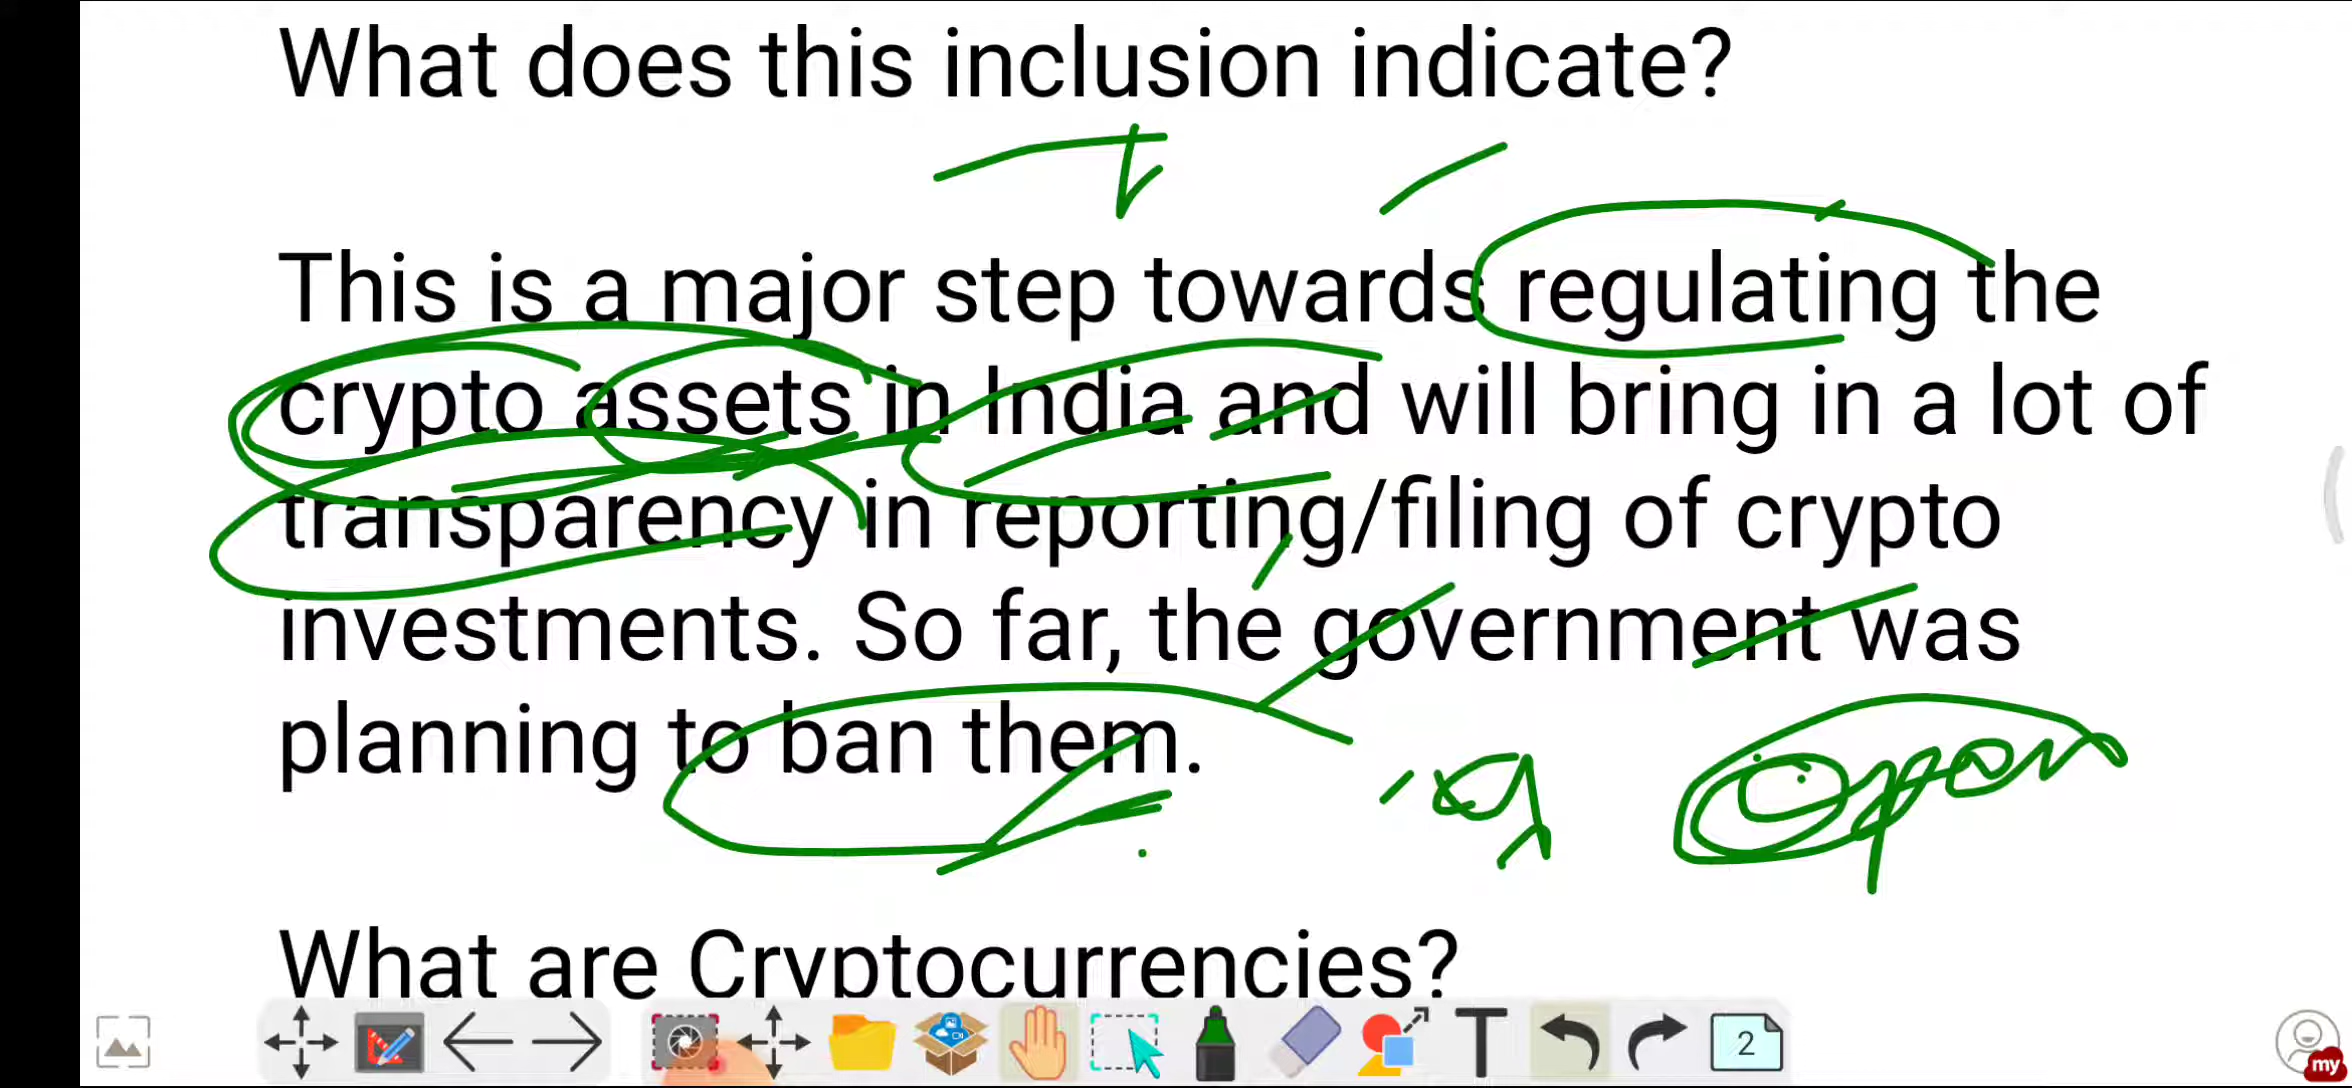 What does this inclusion indicate?
This is a major step towards regulating the
crypto assets in India and will bring in a lot of
transparency in reporting/filing of crypto
investments. So far, the government was
planning to ban them.
Open
What are Cryptocurrencies?
T
2
my